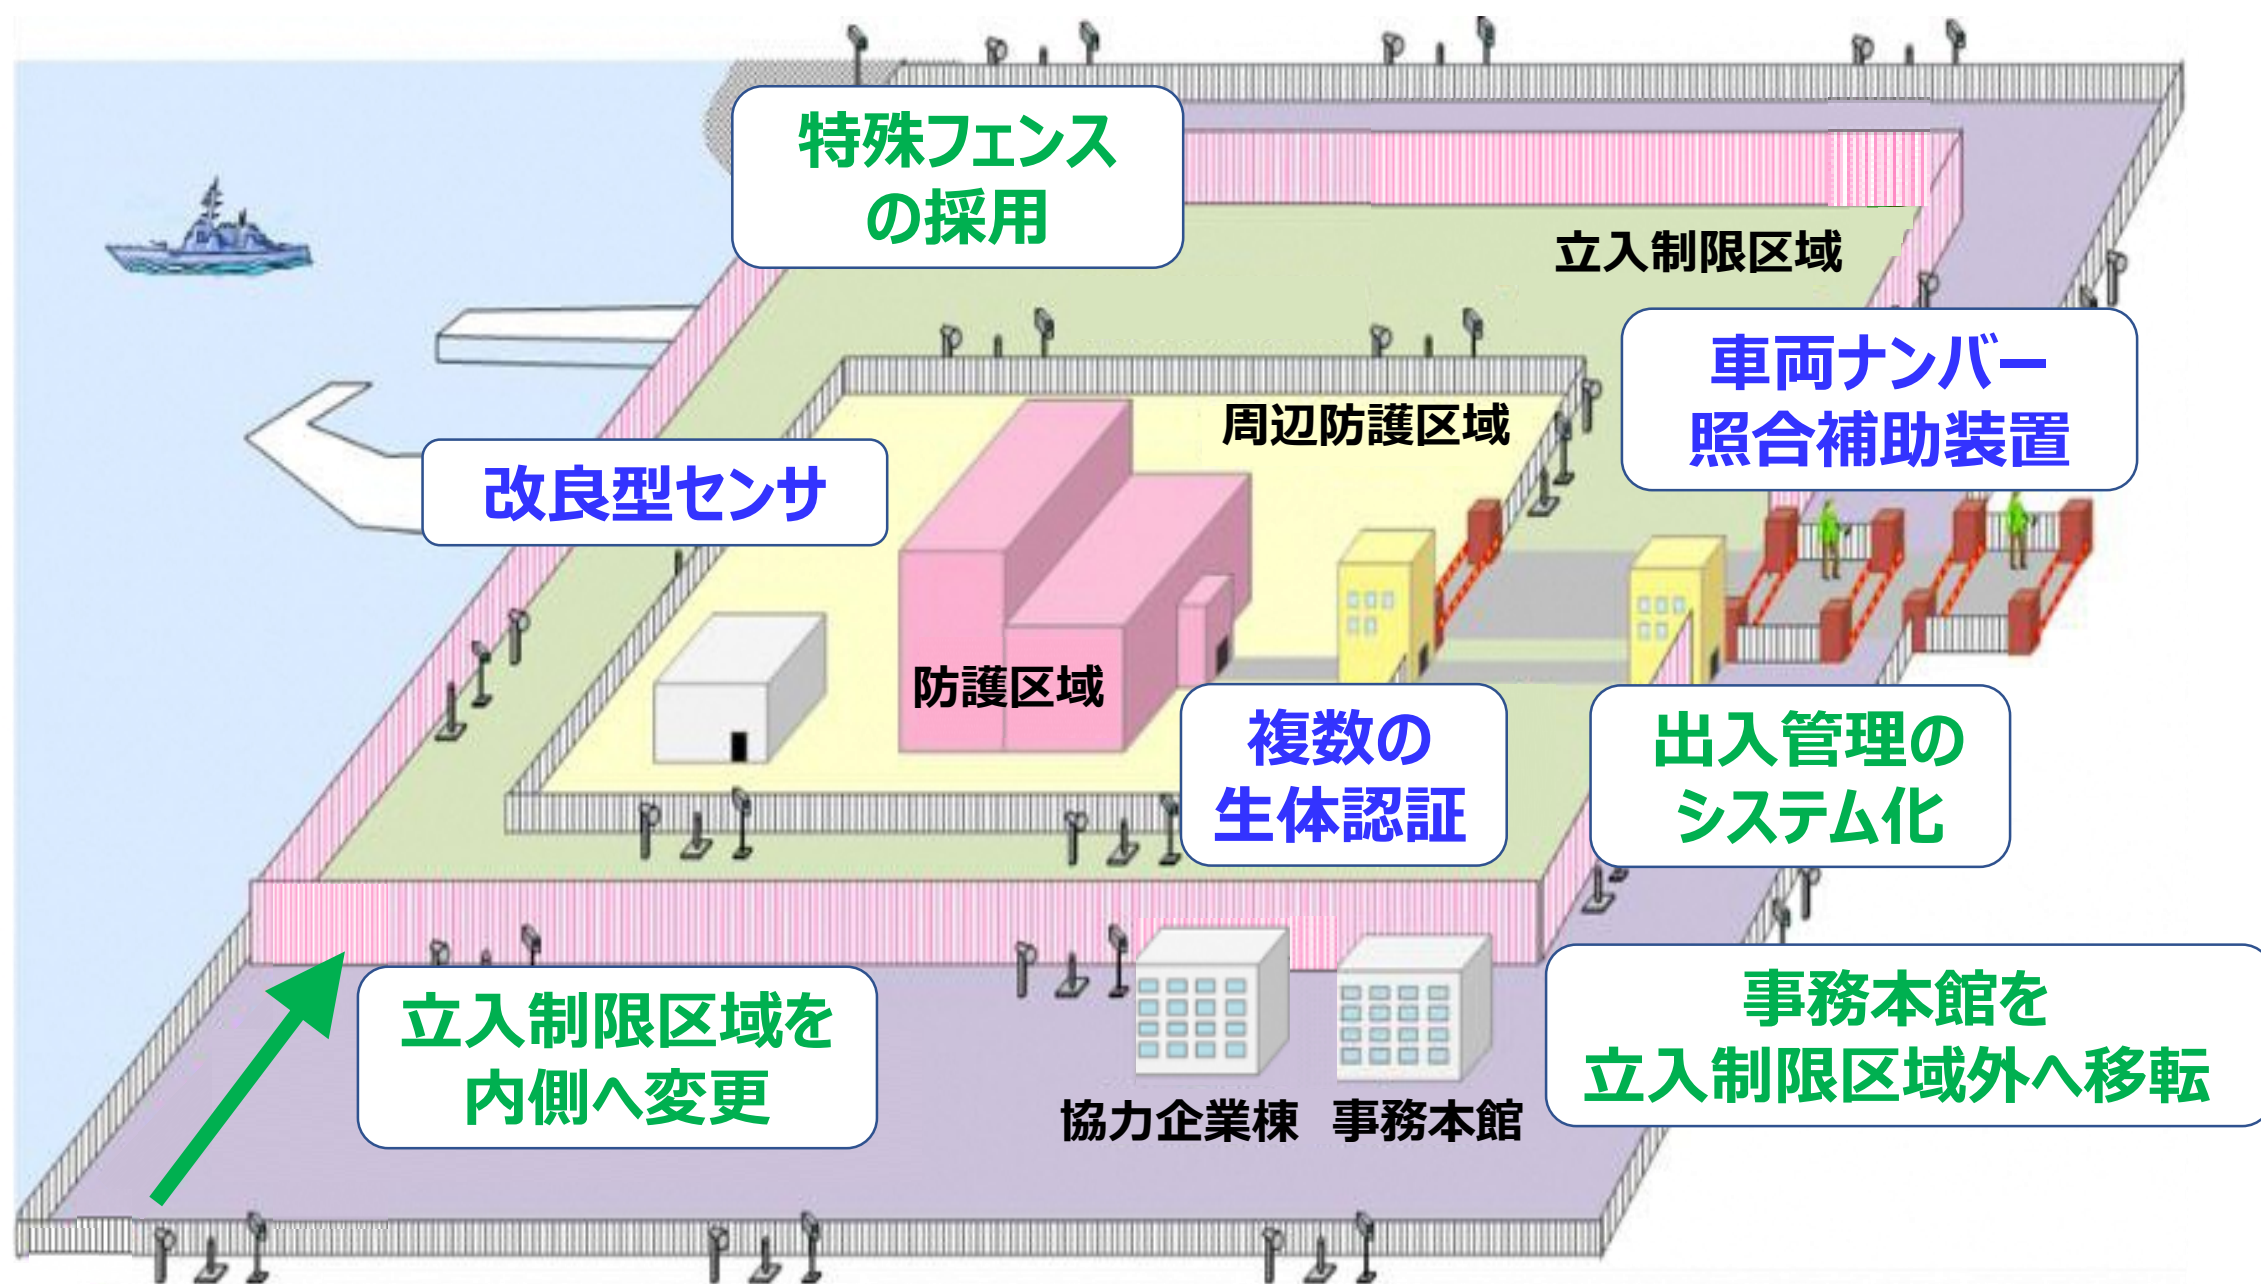 特殊フェンス
の採用
立入制限区域
車両ナンバー
照合補助装置
周辺防護区域
改良型センサ
防護区域
複数の
生体認証
出入管理の
システム化
立入制限区域を
内側へ変更
事務本館を
立入制限区域外へ移転
協力企業棟
事務本館